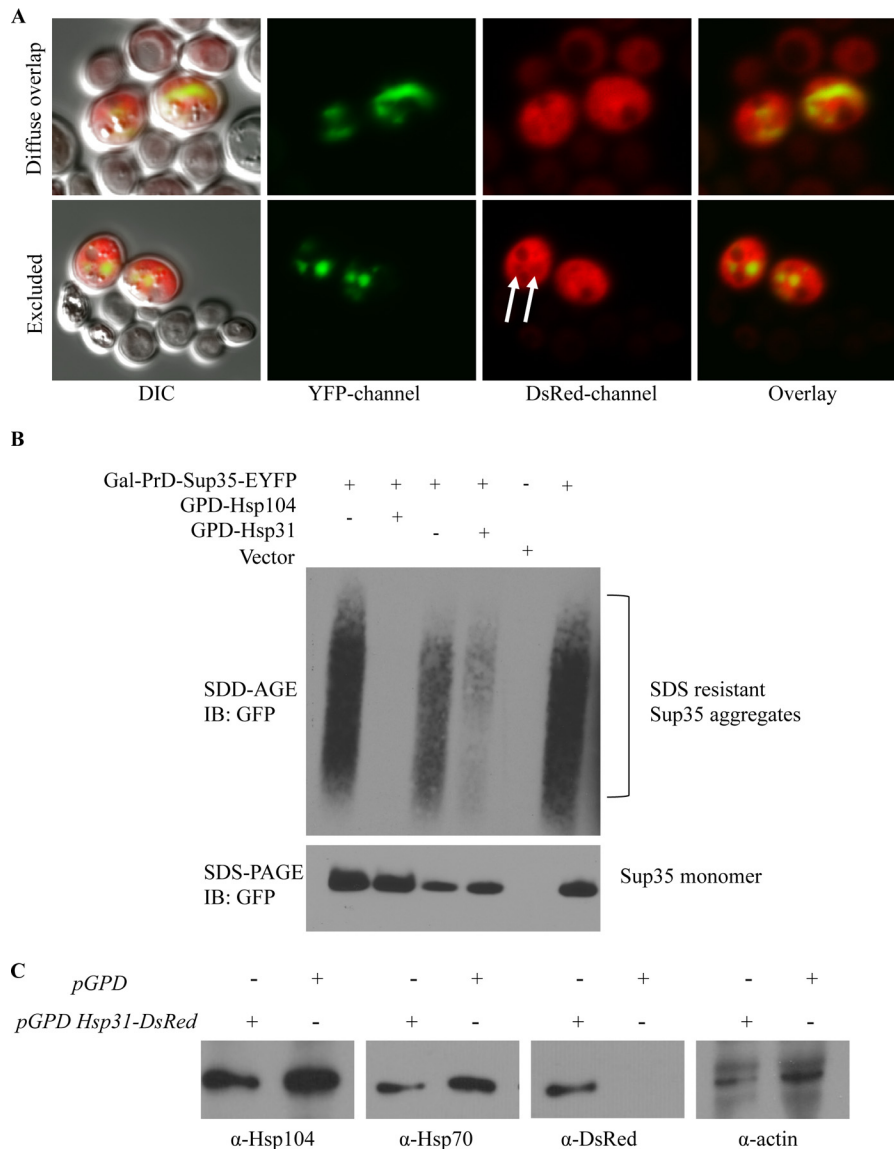 A
Diffuse overlap
Excluded
DIC YFP-channel DsRed-channel Overlay
B
Gal-PrD-Sup35-EYFP + + + + - +
GPD-Hsp104 - +
GPD-Hsp31 - +
Vector +
SDD-AGE
IB: GFP
SDS resistant
Sup35 aggregates
SDS-PAGE
IB: GFP
Sup35 monomer
C
pGPD - + - + - + - +
pGPD Hsp31-DsRed + - + - + - + -
α-Hsp104 α-Hsp70 α-DsRed α-actin